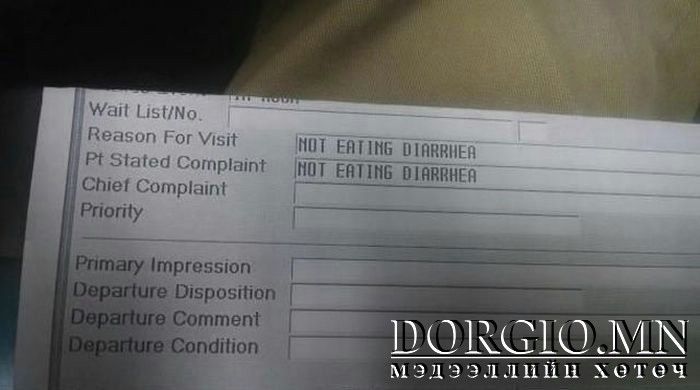 Wait List/No.
Reason For Visit NOT EATING DIARRHEA
Pt Stated Complaint NOT EATING DIARRHEA
Chief Complaint
Priority
Primary Impression
Departure Disposition
Departure Comment
Departure Condition
DORGIO.MN
МЭДЭЭЛЛИЙН ХӨТӨЧ